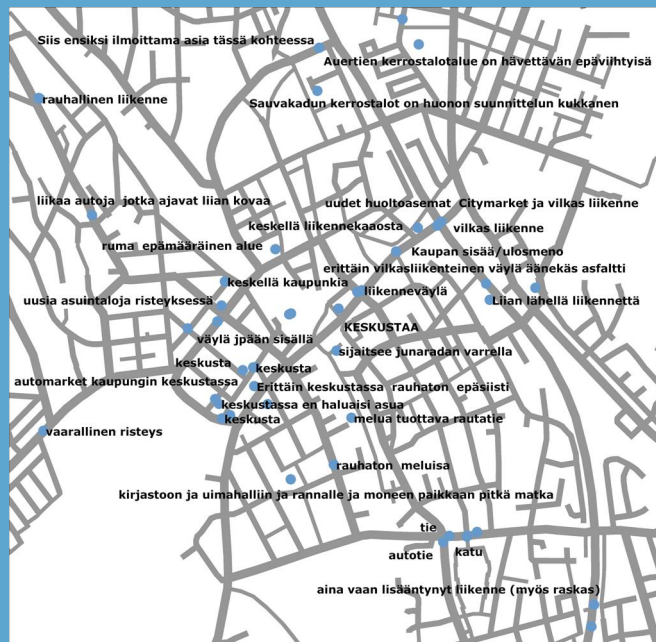 Siis ensiksi ilmoittama asia tässä kohteessa
Auertien kerrostalotalue on hävettävän epäviihtyisä
rauhallinen liikenne
Sauvakadun kerrostalot on huonon suunnittelun kukkanen
liikaa autoja jotka ajavat liian kovaa
uudet huoltoasemat Citymarket ja vilkas liikenne
keskellä liikennekaaosta
vilkas liikenne
ruma epämääräinen alue
Kaupan sisää/ulosmeno
erittäin vilkasliikenteinen väylä äänekäs asfaltti
keskellä kaupunkia
liikenneväylä
uusia asuintaloja risteyksessä
Liian lähellä liikennettä
KESKUSTAA
väylä jpään sisällä
sijaitsee junaradan varrella
keskusta
keskusta
automarket kaupungin keskustassa
Erittäin keskustassa rauhaton epäsiisti
keskustassa en haluaisi asua
keskusta
melua tuottava rautatie
vaarallinen risteys
rauhaton meluisa
kirjastoon ja uimahalliin ja rannalle ja moneen paikkaan pitkä matka
tie
autotie
katu
aina vaan lisääntynyt liikenne (myös raskas)